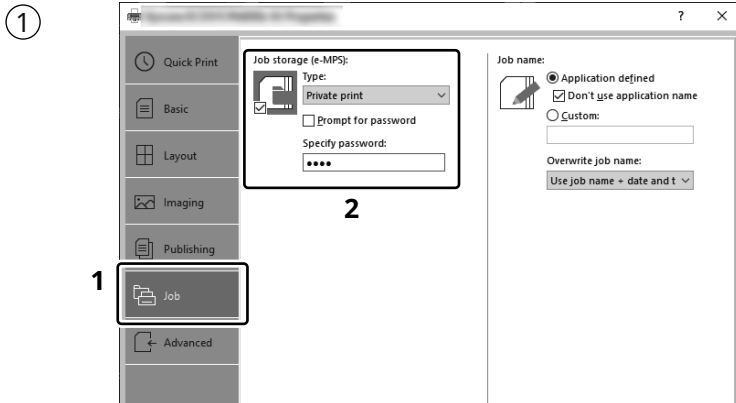 1
? ×
Quick Print
Basic
Layout
Imaging
Publishing
1
Job
Advanced
Job storage (e-MPS):
Type:
Private print
Prompt for password
Specify password:
••••
2
Job name:
Application defined
Don't use application name
Custom:
Overwrite job name:
Use job name + date and t